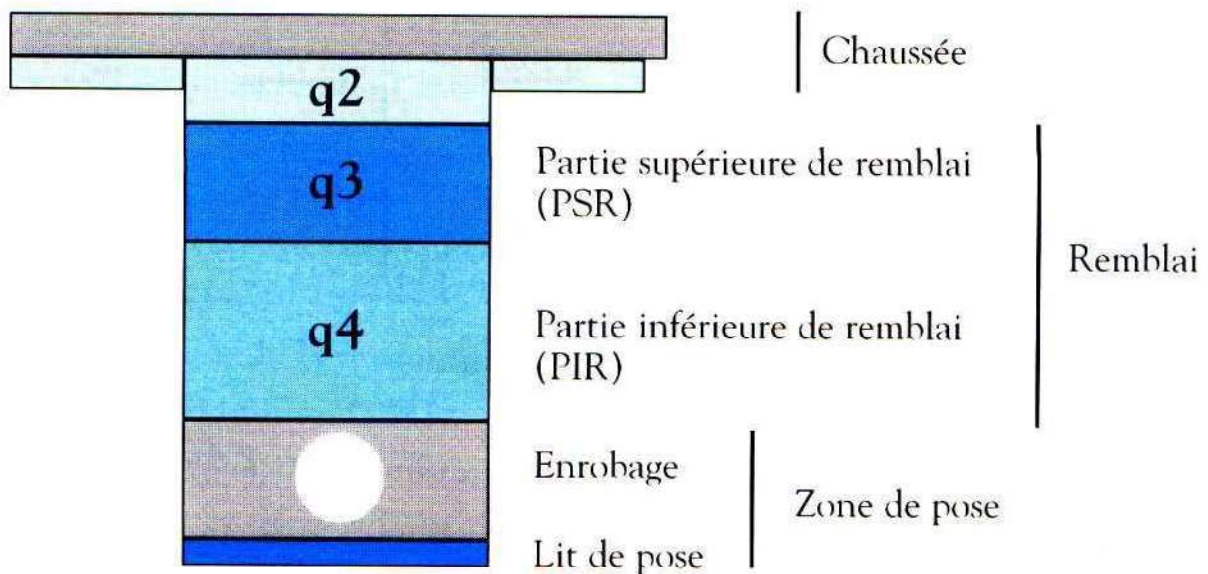 Chaussée
q2
q3
Partie supérieure de remblai
(PSR)
Remblai
q4
Partie inférieure de remblai
(PIR)
Enrobage
Zone de pose
Lit de pose